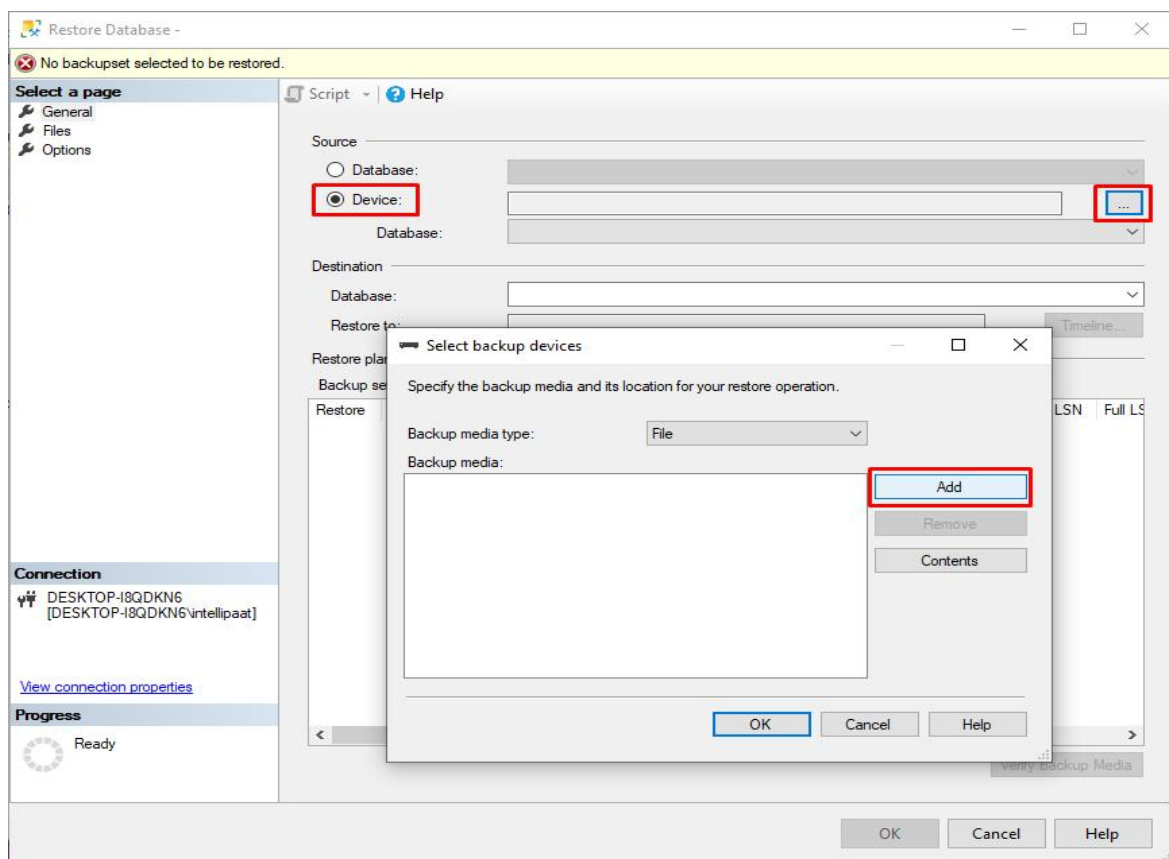 Restore Database -
No backupset selected to be restored.
Select a page
General
Files
Options
Script
Help
Source
Database:
Device:
...
Database:
Destination
Database:
Restore to:
Timeline...
Restore plan
Backup se
Restore
LSN Full LS
Select backup devices
Specify the backup media and its location for your restore operation.
Backup media type:
File
Backup media:
Add
Remove
Contents
OK
Cancel
Help
Connection
DESKTOP-I8QDKN6
[DESKTOP-I8QDKN6\intellipaat]
View connection properties
Progress
Ready
Verify Backup Media
OK
Cancel
Help